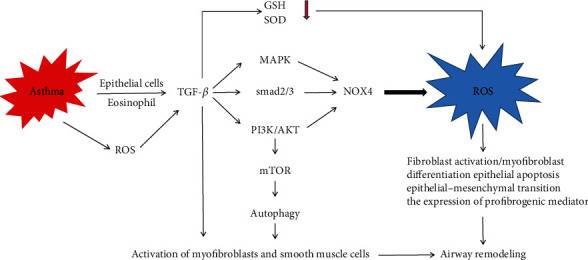 GSH
SOD
MAPK
Epithelial cells
Asthma
TGF-β
smad2/3
NOX4
ROS
Eosinophil
PI3K/AKT
ROS
mTOR
Fibroblast activation/myofibroblast
differentiation epithelial apoptosis
epithelial–mesenchymal transition
the expression of profibrogenic mediator
Autophagy
Activation of myofibroblasts and smooth muscle cells
Airway remodeling